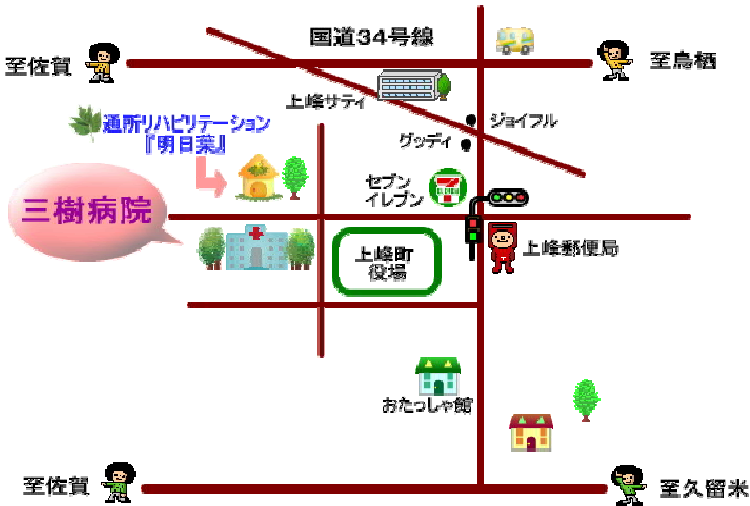 国道34号線
至佐賀
至鳥栖
上峰サティ
通所リハビリテーション
『明日葉』
ジョイフル
グッディ
セブン
イレブン
三樹病院
上峰町
役場
上峰郵便局
おたっしゃ館
至佐賀
至久留米